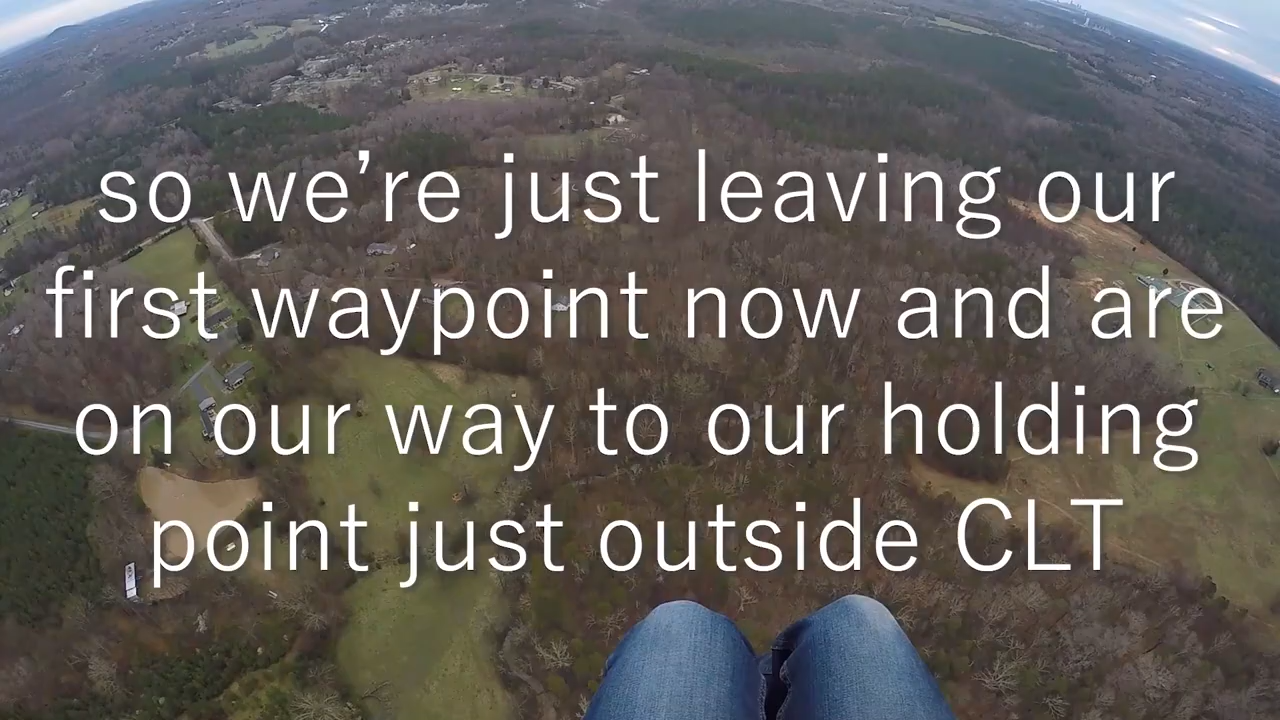 so we’re just leaving our
first waypoint now and are
on our way to our holding
point just outside CLT